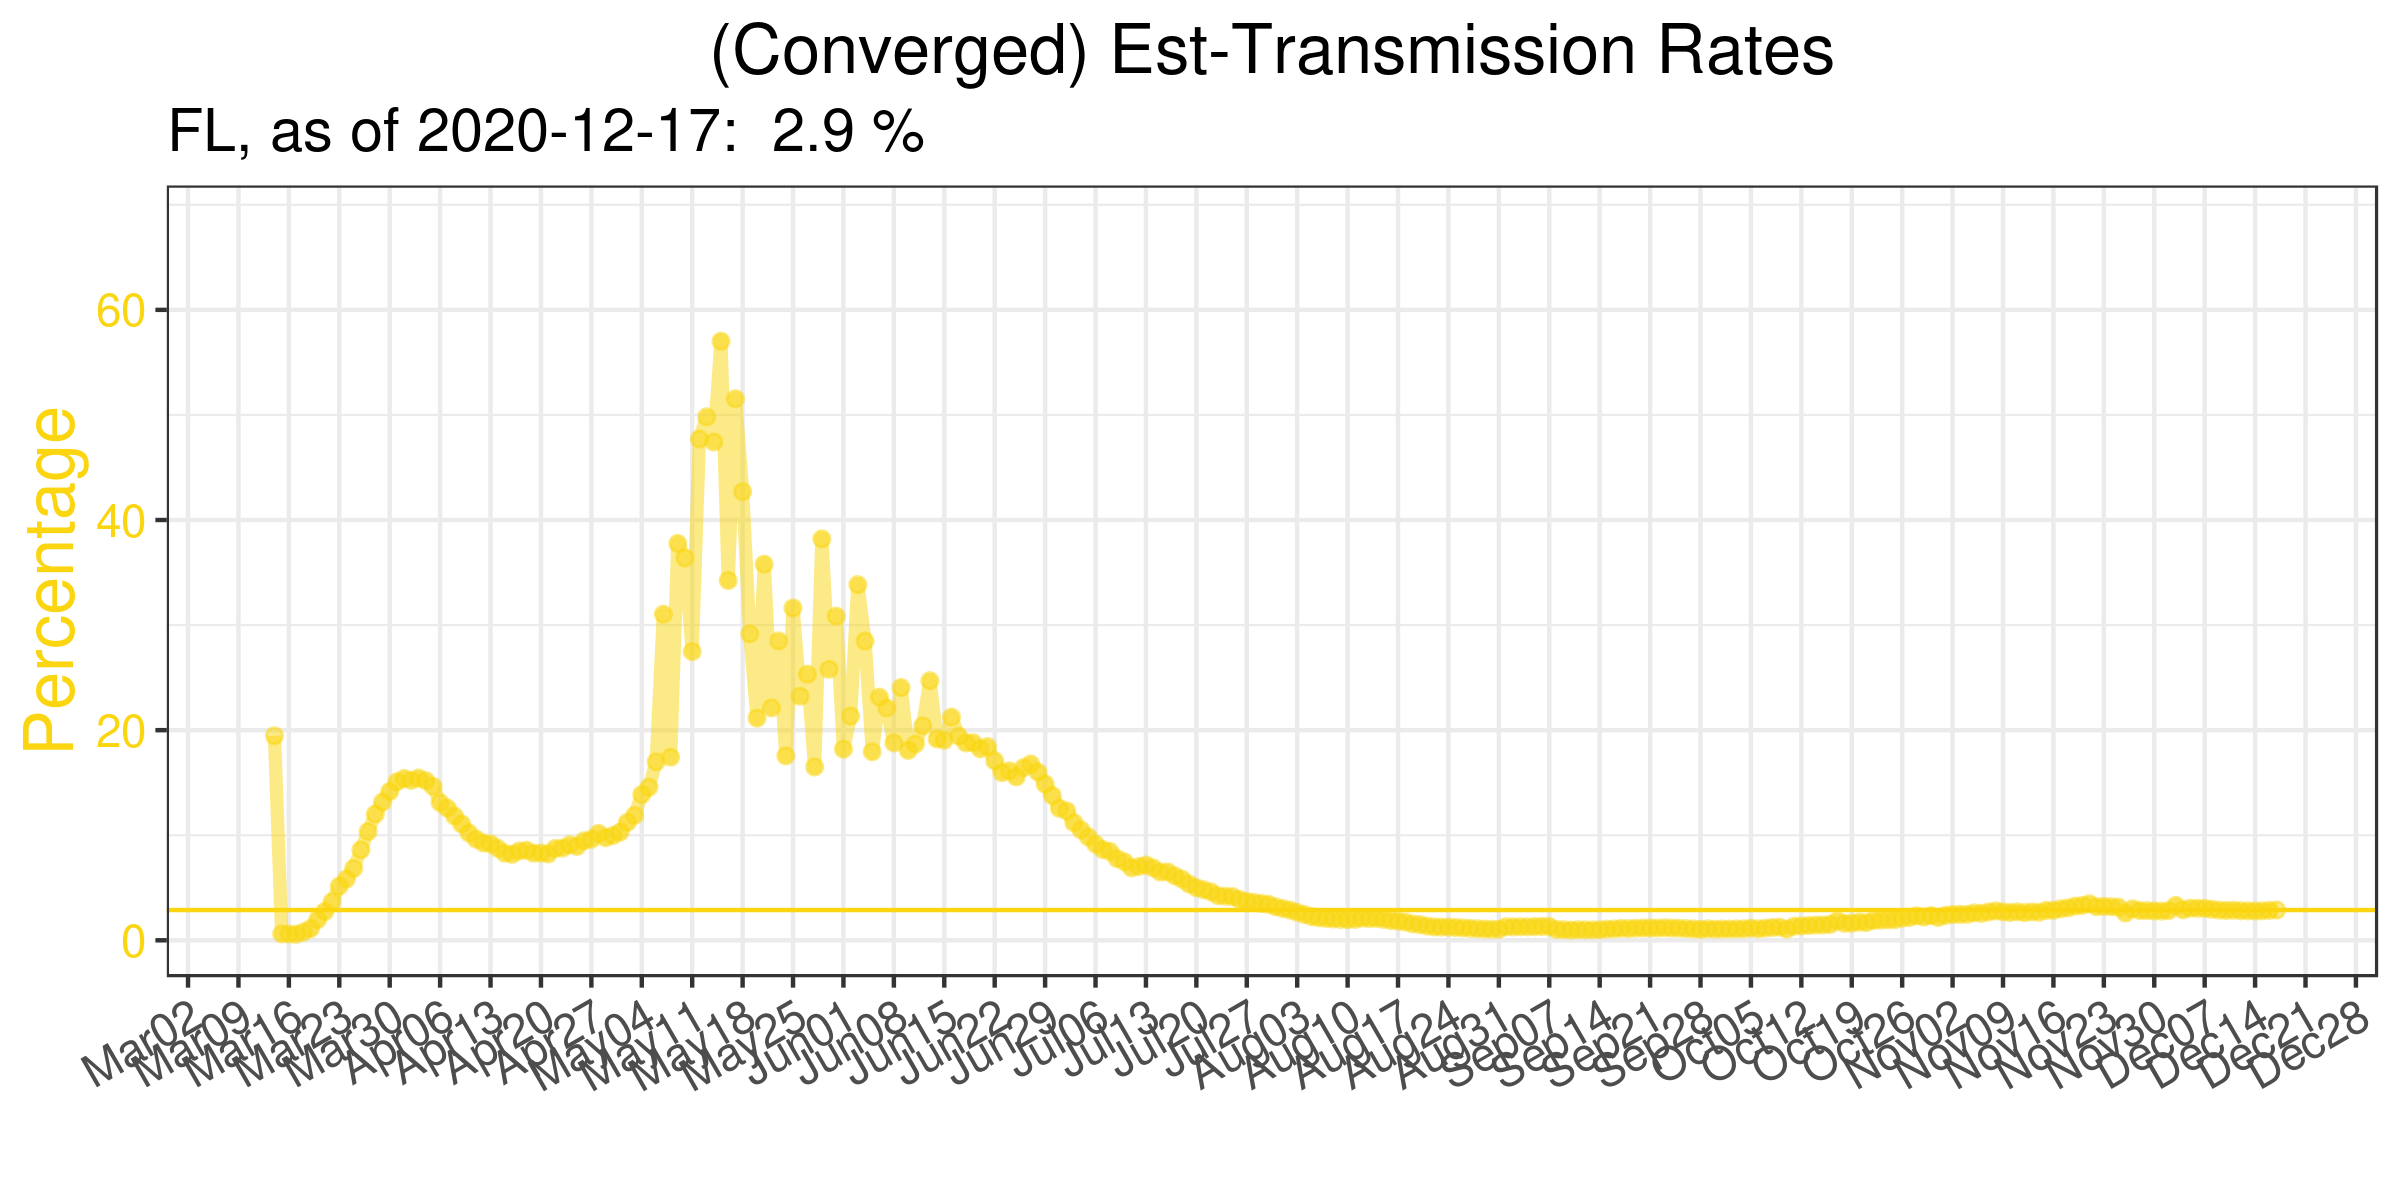 (Converged) Est-Transmission Rates
FL, as of 2020-12-17:  2.9 %
Percentage
60
40
20
0
Mar02
Mar09
Mar16
Mar23
Mar30
Apr06
Apr13
Apr20
Apr27
May04
May11
May18
May25
Jun01
Jun08
Jun15
Jun22
Jun29
Jul06
Jul13
Jul20
Jul27
Aug03
Aug10
Aug17
Aug24
Aug31
Sep07
Sep14
Sep21
Sep28
Oct05
Oct12
Oct19
Oct26
Nov02
Nov09
Nov16
Nov23
Nov30
Dec07
Dec14
Dec21
Dec28